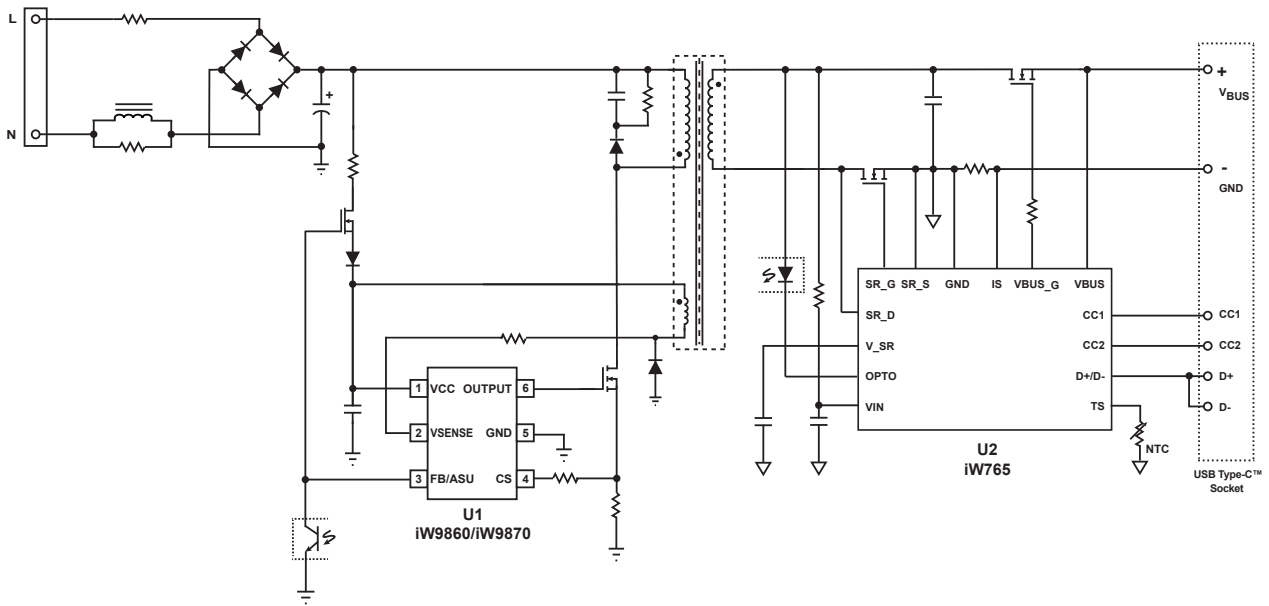 L
N
+
+
VBUS
-
GND
SR_G SR_S GND IS VBUS_G VBUS
SR_D
V_SR
OPTO
VIN
CC1
CC2
D+/D-
TS
NTC
U2
iW765
CC1
CC2
D+
D-
USB Type-C™
Socket
1 VCC OUTPUT 6
2 VSENSE GND 5
3 FB/ASU CS 4
U1
iW9860/iW9870